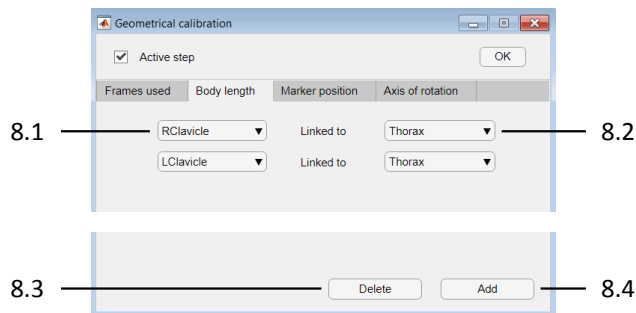 Geometrical calibration
Active step
OK
Frames used Body length Marker position Axis of rotation
8.1 RClavicle Linked to Thorax 8.2
LClavicle Linked to Thorax
8.3 Delete Add 8.4